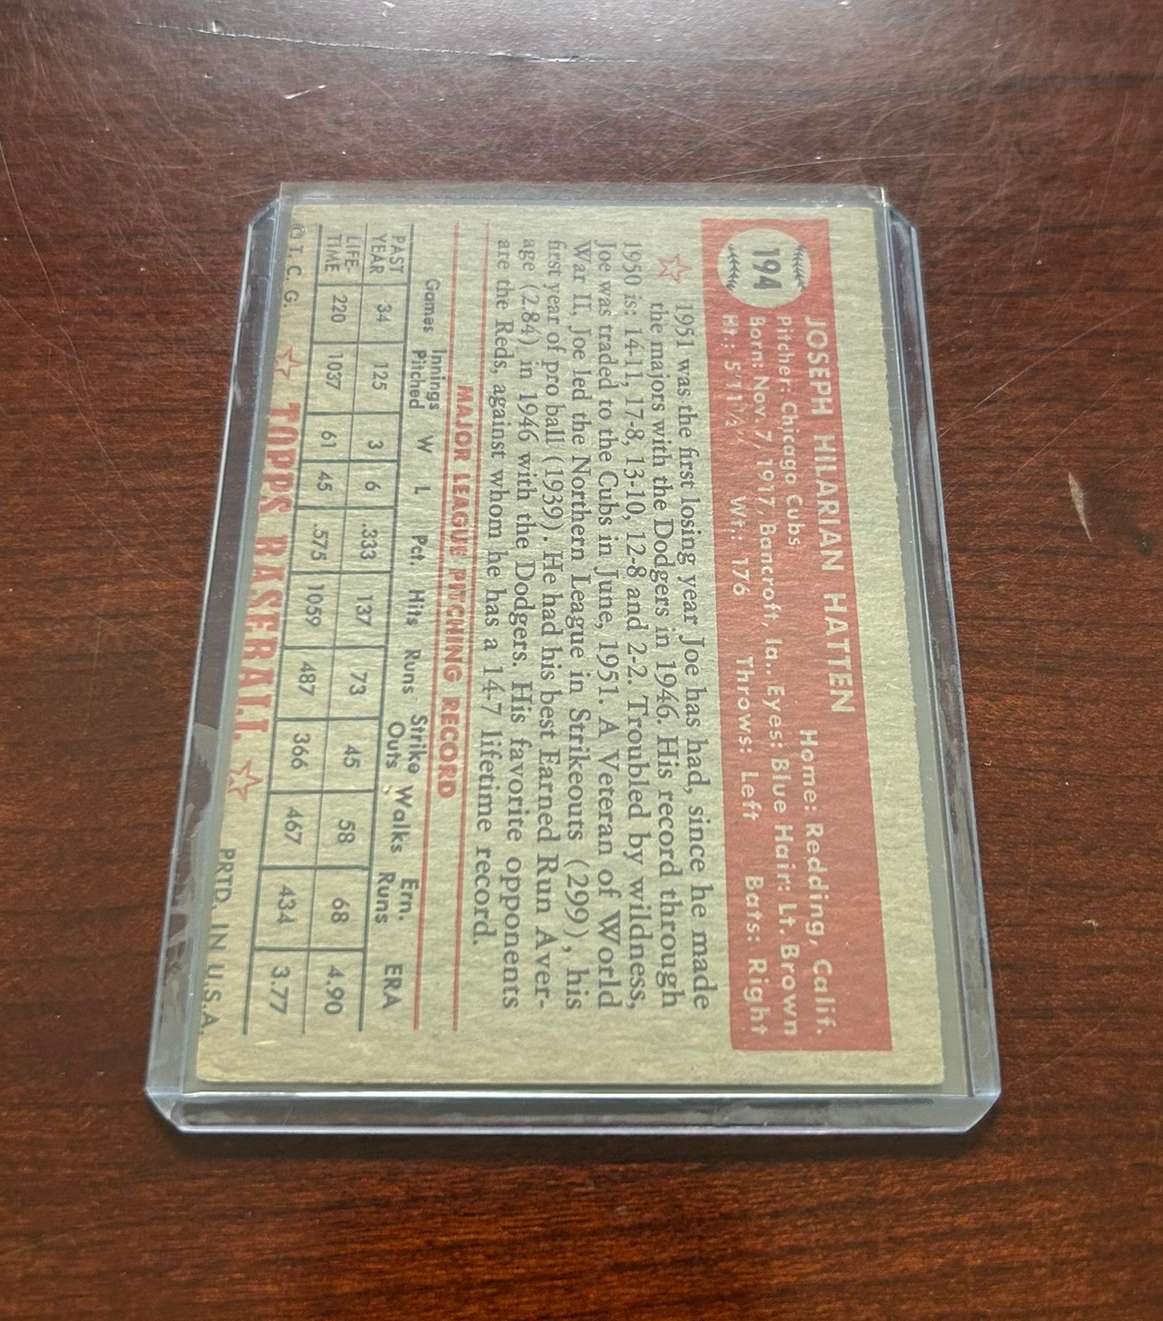 194
JOSEPH HILARIAN HATTEN
Home: Redding, Calif.
Pitcher: Chicago Cubs
Born: Nov. 7, 1917, Bancroft, Ia.. Eyes: Blue Hair: Lt. Brown
Ht.: 5'11½" Wt.: 176 Throws: Left Bats: Right
1951 was the first losing year Joe has had, since he made
the majors with the Dodgers in 1946. His record through
1950 is: 14-11, 17-8, 13-10, 12-8 and 2-2. Troubled by wildness,
Joe was traded to the Cubs in June, 1951. A Veteran of World
War II, Joe led the Northern League in Strikeouts (299), his
first year of pro ball (1939). He had his best Earned Run Aver-
age (2.84) in 1946 with the Dodgers. His favorite opponents
are the Reds, against whom he has a 14-7 lifetime record.
MAJOR LEAGUE PITCHING RECORD
Games Innings Pitched W L Pct. Hits Runs Strike Outs Walks Ern. Runs ERA
PAST YEAR 34 125 3 6 .333 137 73 45 58 68 4.90
LIFE-TIME 220 1037 61 45 .575 1059 487 366 467 434 3.77
© T. C. G. TOPPS BASEBALL PRTD. IN U.S.A.